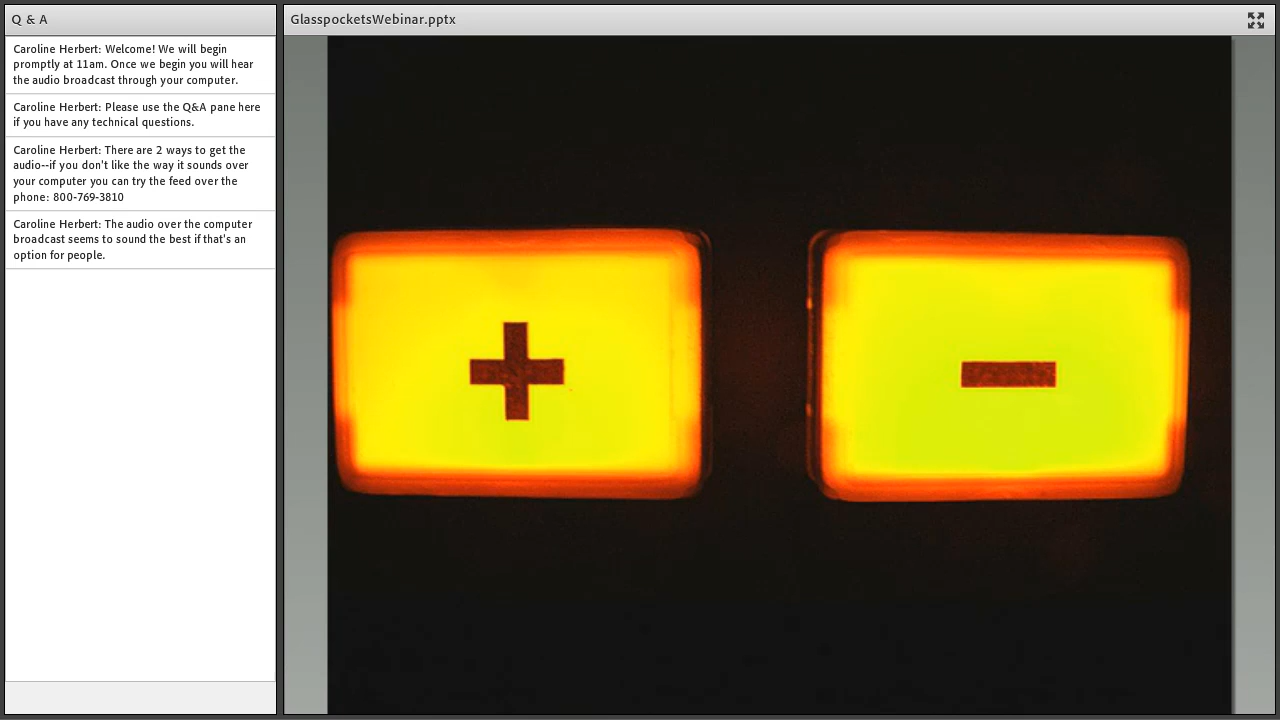 Q & A
Caroline Herbert: Welcome! We will begin
promptly at 11am. Once we begin you will hear
the audio broadcast through your computer.
Caroline Herbert: Please use the Q&A pane here
if you have any technical questions.
Caroline Herbert: There are 2 ways to get the
audio--if you don't like the way it sounds over
your computer you can try the feed over the
phone: 800-769-3810
Caroline Herbert: The audio over the computer
broadcast seems to sound the best if that's an
option for people.
GlasspocketsWebinar.pptx
+ -